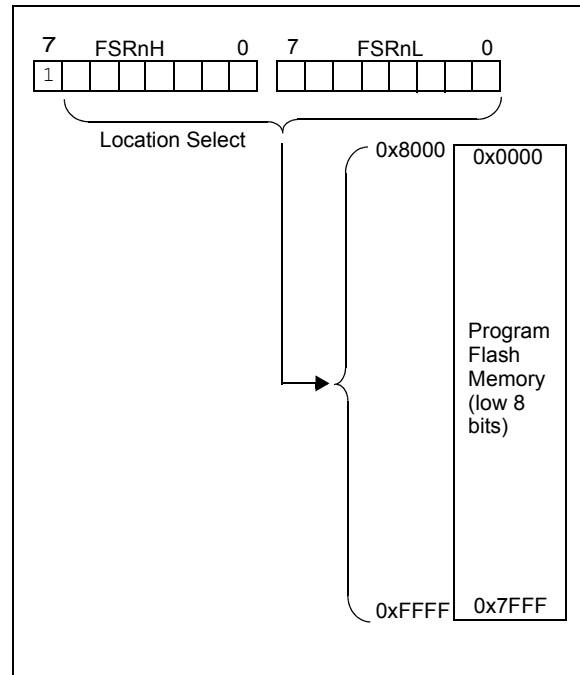 7 FSRnH 0 7 FSRnL 0
1
Location Select
0x8000 0x0000
Program
Flash
Memory
(low 8
bits)
0xFFFF 0x7FFF